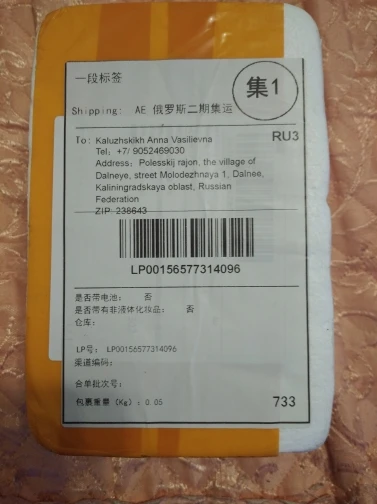 一段标签
集1
Shipping: AE 俄罗斯二期集运
RU3
To: Kaluzhskikh Anna Vasilievna
Tel: +7/ 9052469030
Address: Polesskij rajon, the village of
Dalneye, street Molodezhnaya 1, Dalnee,
Kaliningradskaya oblast, Russian
Federation
ZIP 238643
LP00156577314096
是否带电池: 否
是否带有非液体化妆品: 否
仓库:
LP号: LP00156577314096
渠道编码:
合单批次号:
包裹重量 (Kg) : 0.05
733